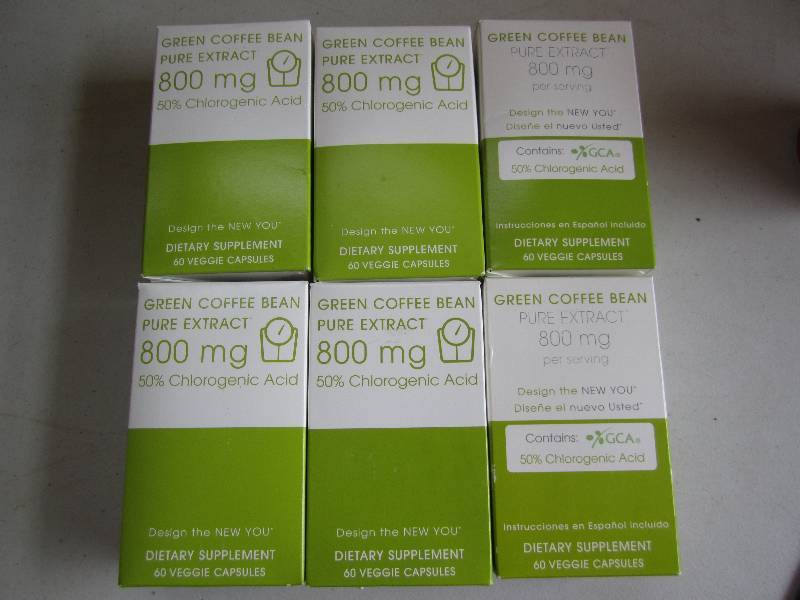 GREEN COFFEE BEAN
PURE EXTRACT
800 mg
50% Chlorogenic Acid
Design the NEW YOU*
DIETARY SUPPLEMENT
60 VEGGIE CAPSULES
GREEN COFFEE BEAN
PURE EXTRACT
800 mg
50% Chlorogenic Acid
Design the NEW YOU*
DIETARY SUPPLEMENT
60 VEGGIE CAPSULES
GREEN COFFEE BEAN
PURE EXTRACT
800 mg
per serving
Design the NEW YOU*
Diseñe el nuevo Usted*
Contains: GCA®
50% Chlorogenic Acid
Instrucciones en Español incluido
DIETARY SUPPLEMENT
60 VEGGIE CAPSULES
GREEN COFFEE BEAN
PURE EXTRACT
800 mg
50% Chlorogenic Acid
Design the NEW YOU*
DIETARY SUPPLEMENT
60 VEGGIE CAPSULES
GREEN COFFEE BEAN
PURE EXTRACT
800 mg
50% Chlorogenic Acid
Design the NEW YOU*
DIETARY SUPPLEMENT
60 VEGGIE CAPSULES
GREEN COFFEE BEAN
PURE EXTRACT
800 mg
per serving
Design the NEW YOU*
Diseñe el nuevo Usted*
Contains: GCA®
50% Chlorogenic Acid
Instrucciones en Español incluido
DIETARY SUPPLEMENT
60 VEGGIE CAPSULES